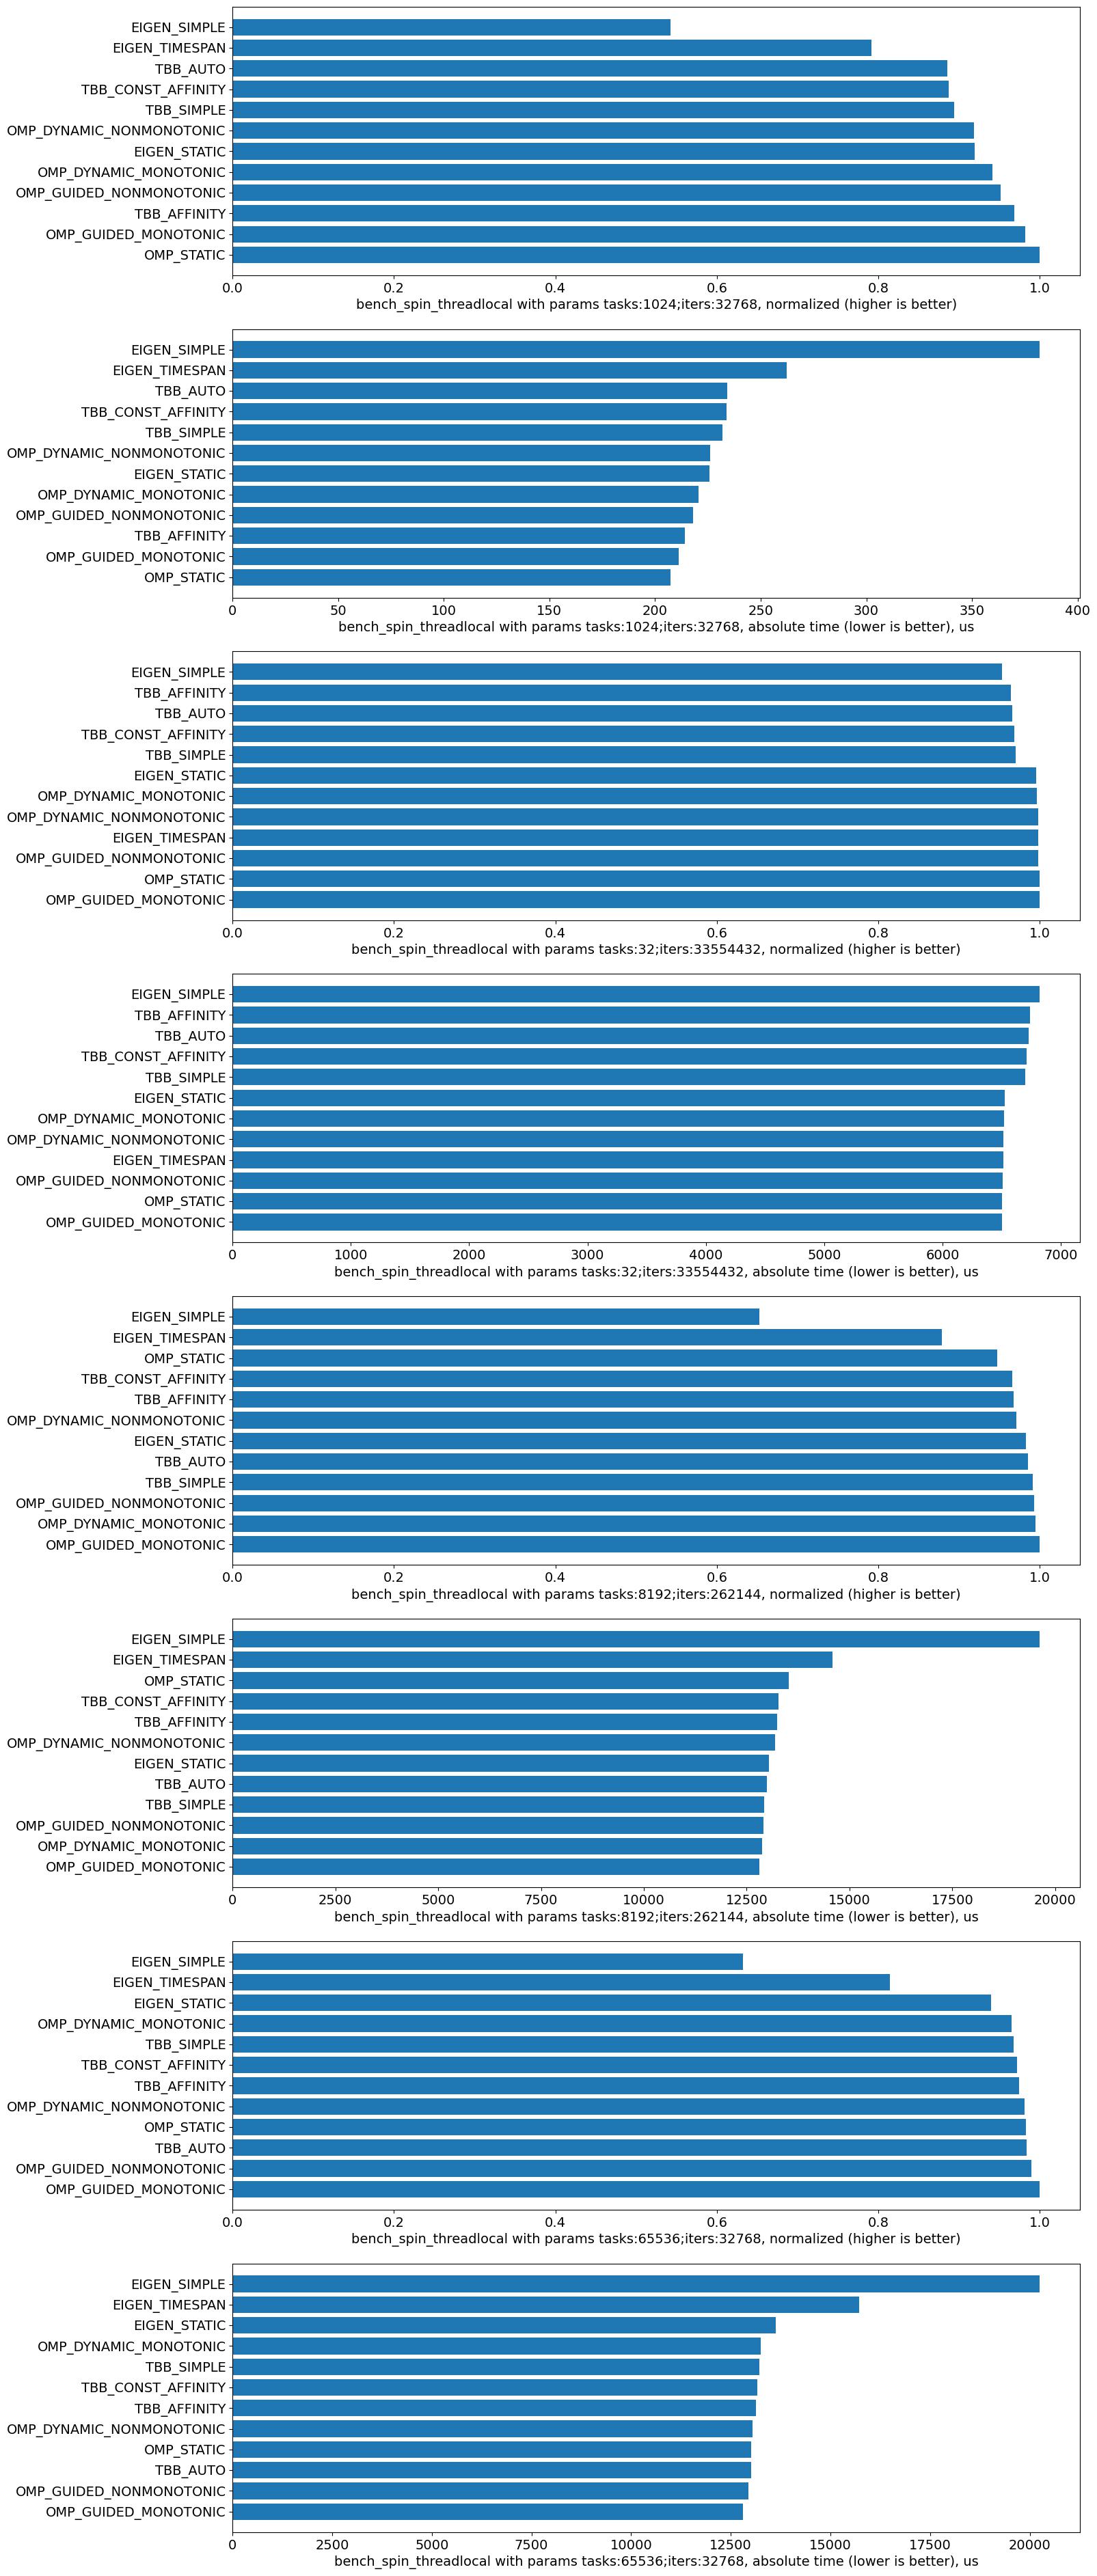 EIGEN_SIMPLE
EIGEN_TIMESPAN
TBB_AUTO
TBB_CONST_AFFINITY
TBB_SIMPLE
OMP_DYNAMIC_NONMONOTONIC
EIGEN_STATIC
OMP_DYNAMIC_MONOTONIC
OMP_GUIDED_NONMONOTONIC
TBB_AFFINITY
OMP_GUIDED_MONOTONIC
OMP_STATIC
0.0 0.2 0.4 0.6 0.8 1.0
bench_spin_threadlocal with params tasks:1024;iters:32768, normalized (higher is better)
EIGEN_SIMPLE
EIGEN_TIMESPAN
TBB_AUTO
TBB_CONST_AFFINITY
TBB_SIMPLE
OMP_DYNAMIC_NONMONOTONIC
EIGEN_STATIC
OMP_DYNAMIC_MONOTONIC
OMP_GUIDED_NONMONOTONIC
TBB_AFFINITY
OMP_GUIDED_MONOTONIC
OMP_STATIC
0 50 100 150 200 250 300 350 400
bench_spin_threadlocal with params tasks:1024;iters:32768, absolute time (lower is better), us
EIGEN_SIMPLE
TBB_AFFINITY
TBB_AUTO
TBB_CONST_AFFINITY
TBB_SIMPLE
EIGEN_STATIC
OMP_DYNAMIC_MONOTONIC
OMP_DYNAMIC_NONMONOTONIC
EIGEN_TIMESPAN
OMP_GUIDED_NONMONOTONIC
OMP_STATIC
OMP_GUIDED_MONOTONIC
0.0 0.2 0.4 0.6 0.8 1.0
bench_spin_threadlocal with params tasks:32;iters:33554432, normalized (higher is better)
EIGEN_SIMPLE
TBB_AFFINITY
TBB_AUTO
TBB_CONST_AFFINITY
TBB_SIMPLE
EIGEN_STATIC
OMP_DYNAMIC_MONOTONIC
OMP_DYNAMIC_NONMONOTONIC
EIGEN_TIMESPAN
OMP_GUIDED_NONMONOTONIC
OMP_STATIC
OMP_GUIDED_MONOTONIC
0 1000 2000 3000 4000 5000 6000 7000
bench_spin_threadlocal with params tasks:32;iters:33554432, absolute time (lower is better), us
EIGEN_SIMPLE
EIGEN_TIMESPAN
OMP_STATIC
TBB_CONST_AFFINITY
TBB_AFFINITY
OMP_DYNAMIC_NONMONOTONIC
EIGEN_STATIC
TBB_AUTO
TBB_SIMPLE
OMP_GUIDED_NONMONOTONIC
OMP_DYNAMIC_MONOTONIC
OMP_GUIDED_MONOTONIC
0.0 0.2 0.4 0.6 0.8 1.0
bench_spin_threadlocal with params tasks:8192;iters:262144, normalized (higher is better)
EIGEN_SIMPLE
EIGEN_TIMESPAN
OMP_STATIC
TBB_CONST_AFFINITY
TBB_AFFINITY
OMP_DYNAMIC_NONMONOTONIC
EIGEN_STATIC
TBB_AUTO
TBB_SIMPLE
OMP_GUIDED_NONMONOTONIC
OMP_DYNAMIC_MONOTONIC
OMP_GUIDED_MONOTONIC
0 2500 5000 7500 10000 12500 15000 17500 20000
bench_spin_threadlocal with params tasks:8192;iters:262144, absolute time (lower is better), us
EIGEN_SIMPLE
EIGEN_TIMESPAN
EIGEN_STATIC
OMP_DYNAMIC_MONOTONIC
TBB_SIMPLE
TBB_CONST_AFFINITY
TBB_AFFINITY
OMP_DYNAMIC_NONMONOTONIC
OMP_STATIC
TBB_AUTO
OMP_GUIDED_NONMONOTONIC
OMP_GUIDED_MONOTONIC
0.0 0.2 0.4 0.6 0.8 1.0
bench_spin_threadlocal with params tasks:65536;iters:32768, normalized (higher is better)
EIGEN_SIMPLE
EIGEN_TIMESPAN
EIGEN_STATIC
OMP_DYNAMIC_MONOTONIC
TBB_SIMPLE
TBB_CONST_AFFINITY
TBB_AFFINITY
OMP_DYNAMIC_NONMONOTONIC
OMP_STATIC
TBB_AUTO
OMP_GUIDED_NONMONOTONIC
OMP_GUIDED_MONOTONIC
0 2500 5000 7500 10000 12500 15000 17500 20000
bench_spin_threadlocal with params tasks:65536;iters:32768, absolute time (lower is better), us